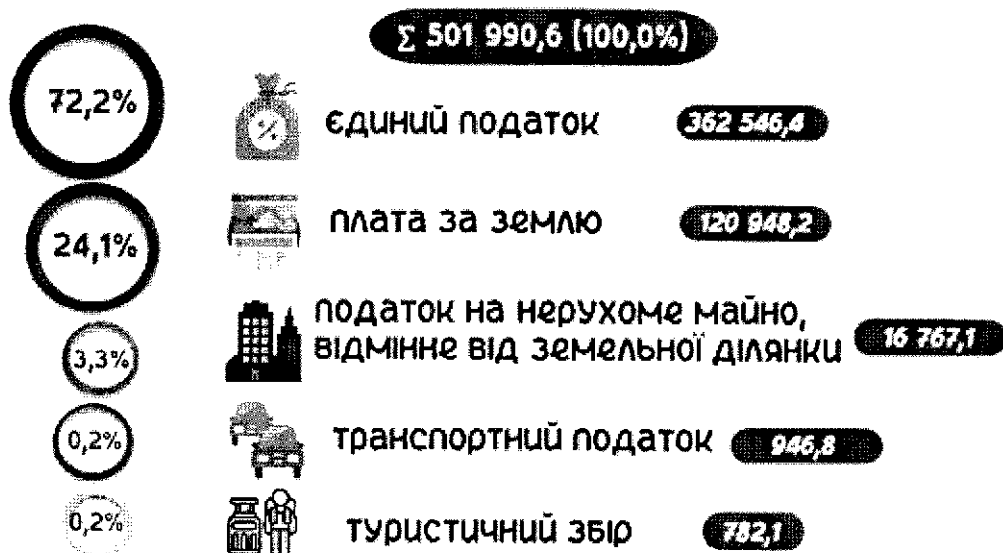 Σ 501 990,6 (100,0%)
72,2%
єдиний податок
362 546,4
24,1%
плата за землю
120 948,2
3,3%
податок на нерухоме майно,
відмінне від земельної ділянки
16 767,1
0,2%
транспортний податок
946,8
0,2%
туристичний збір
782,1